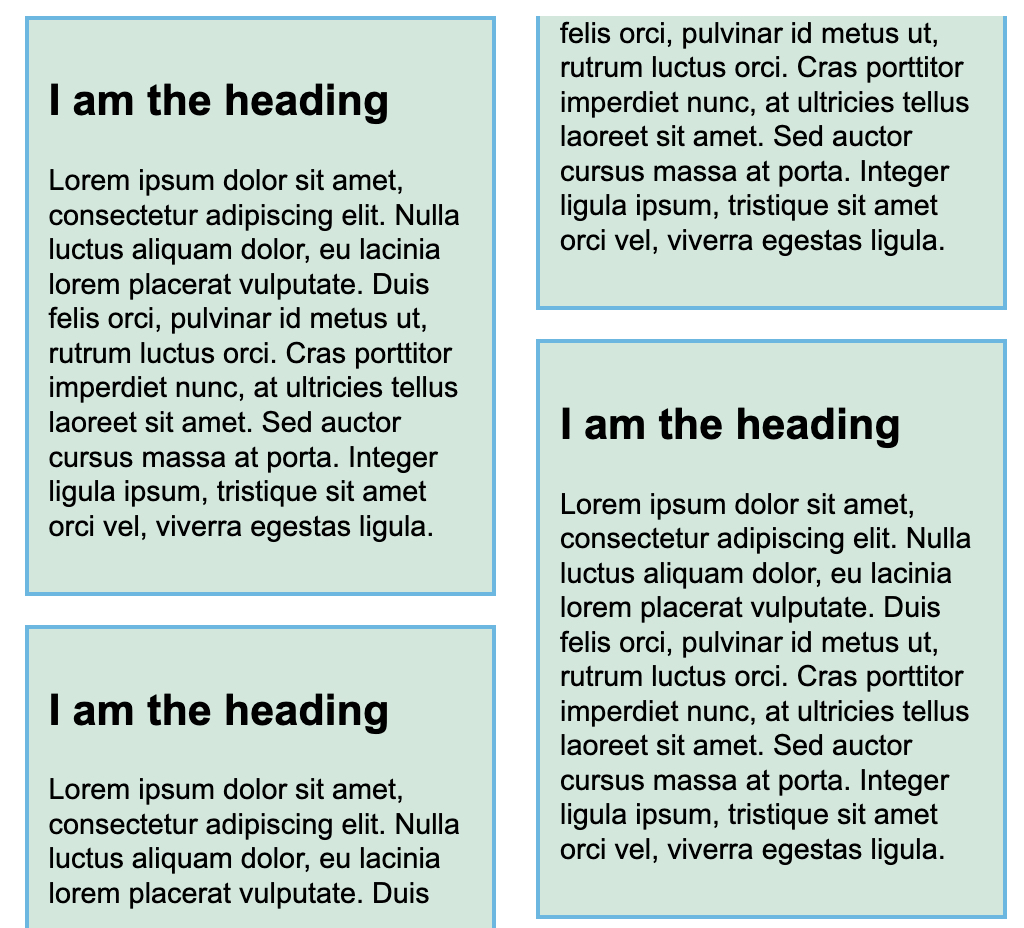 I am the heading
Lorem ipsum dolor sit amet,
consectetur adipiscing elit. Nulla
luctus aliquam dolor, eu lacinia
lorem placerat vulputate. Duis
felis orci, pulvinar id metus ut,
rutrum luctus orci. Cras porttitor
imperdiet nunc, at ultricies tellus
laoreet sit amet. Sed auctor
cursus massa at porta. Integer
ligula ipsum, tristique sit amet
orci vel, viverra egestas ligula.
I am the heading
Lorem ipsum dolor sit amet,
consectetur adipiscing elit. Nulla
luctus aliquam dolor, eu lacinia
lorem placerat vulputate. Duis
felis orci, pulvinar id metus ut,
rutrum luctus orci. Cras porttitor
imperdiet nunc, at ultricies tellus
laoreet sit amet. Sed auctor
cursus massa at porta. Integer
ligula ipsum, tristique sit amet
orci vel, viverra egestas ligula.
I am the heading
Lorem ipsum dolor sit amet,
consectetur adipiscing elit. Nulla
luctus aliquam dolor, eu lacinia
lorem placerat vulputate. Duis
felis orci, pulvinar id metus ut,
rutrum luctus orci. Cras porttitor
imperdiet nunc, at ultricies tellus
laoreet sit amet. Sed auctor
cursus massa at porta. Integer
ligula ipsum, tristique sit amet
orci vel, viverra egestas ligula.